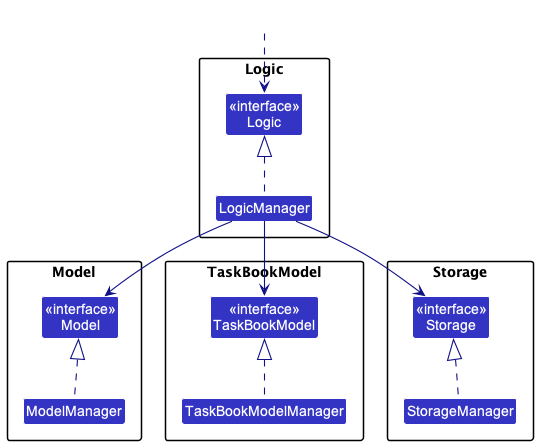 Logic
«interface»
Logic
LogicManager
Model
TaskBookModel
Storage
«interface»
Model
«interface»
TaskBookModel
«interface»
Storage
ModelManager
TaskBookModelManager
StorageManager